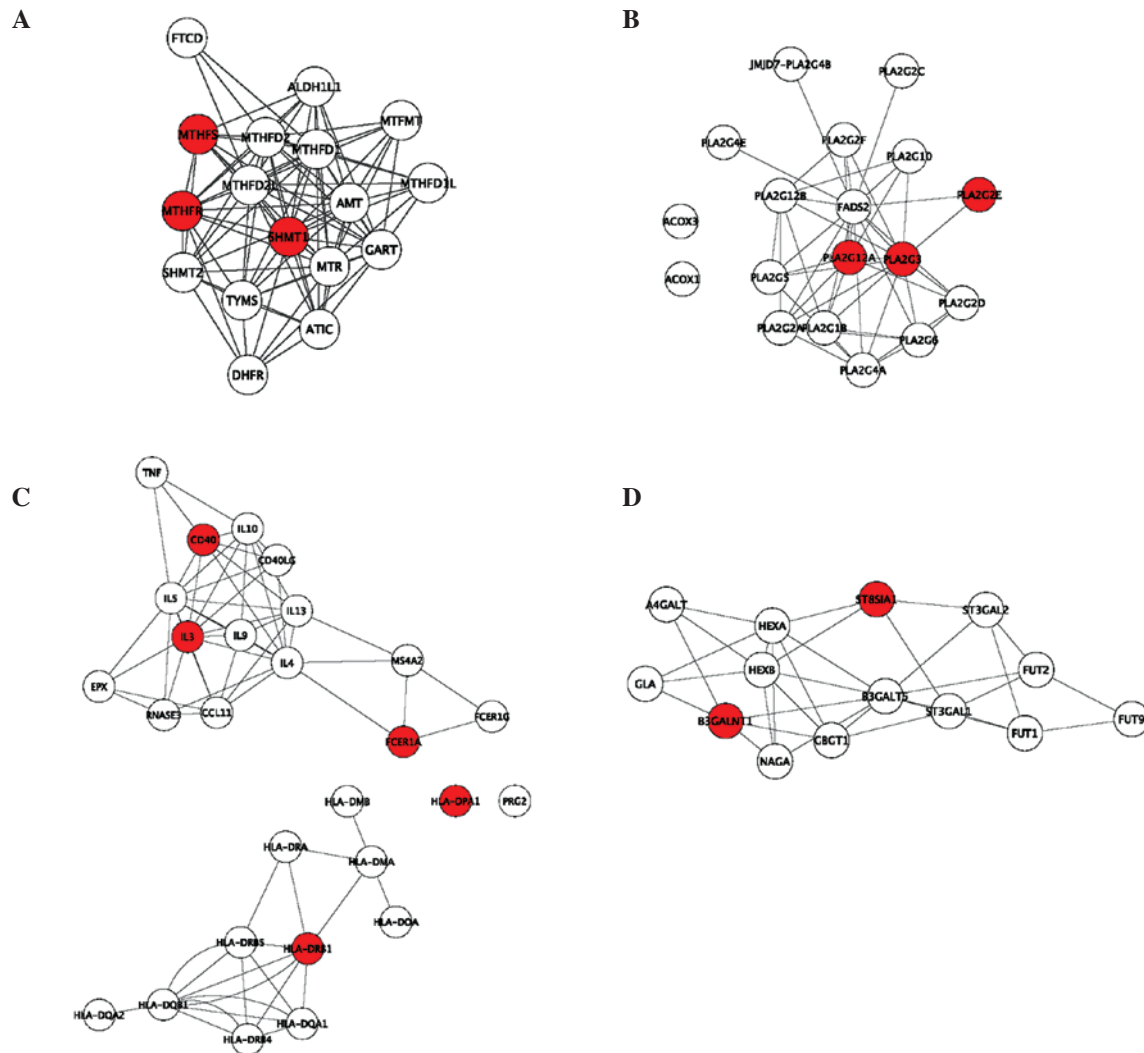 A
FTCD
ALDH1L1
MTFMT
MTHFS
MTHFD2
MTHFD1
MTHFD2L
MTHFD1L
AMT
MTHFR
SHMT1
GART
SHMT2
MTR
TYMS
ATIC
DHFR
B
JMJD7-PLA2G4B
PLA2G2C
PLA2G4E
PLA2G2F
PLA2G10
PLA2G12B
PLA2G2E
FADS2
ACOX3
PLA2G12A
PLA2G3
ACOX1
PLA2G5
PLA2G2D
PLA2G2A
PLA2G1B
PLA2G6
PLA2G4A
C
TNF
IL10
CD40
CD40LG
IL5
IL13
IL3
IL9
IL4
MS4A2
EPX
RNASE3
CCL11
FCER1G
FCER1A
HLA-DMB
HLA-DPA1
PRG2
HLA-DRA
HLA-DMA
HLA-DOA
HLA-DRB5
HLA-DRB1
HLA-DQB1
HLA-DQA2
HLA-DQA1
HLA-DRB4
D
A4GALT
ST8SIA1
ST3GAL2
HEXA
HEXB
FUT2
GLA
B3GALT5
ST3GAL1
B3GALNT1
FUT9
GBGT1
FUT1
NAGA